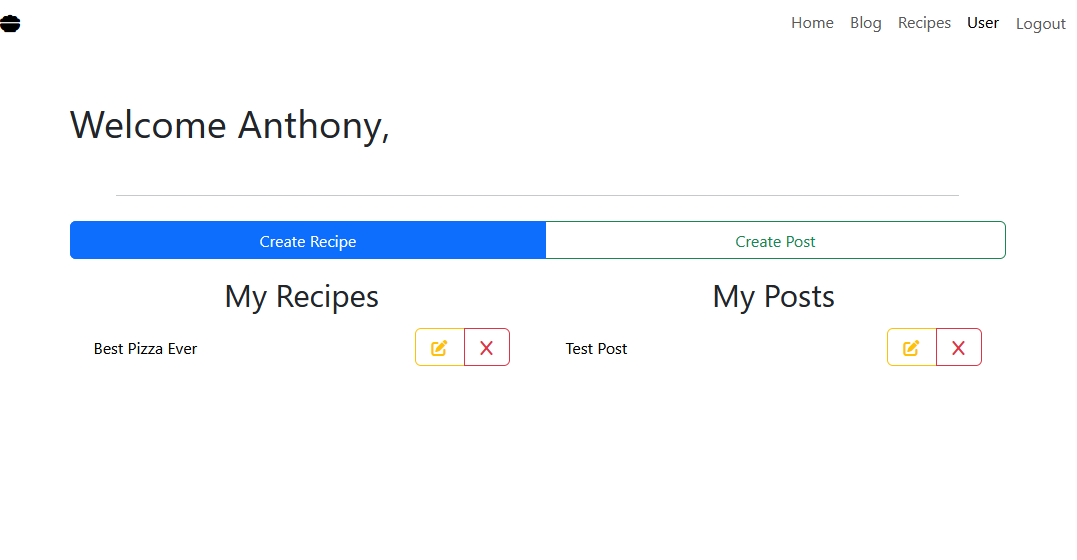 Home Blog Recipes User Logout
Welcome Anthony,
Create Recipe Create Post
My Recipes My Posts
Best Pizza Ever Test Post